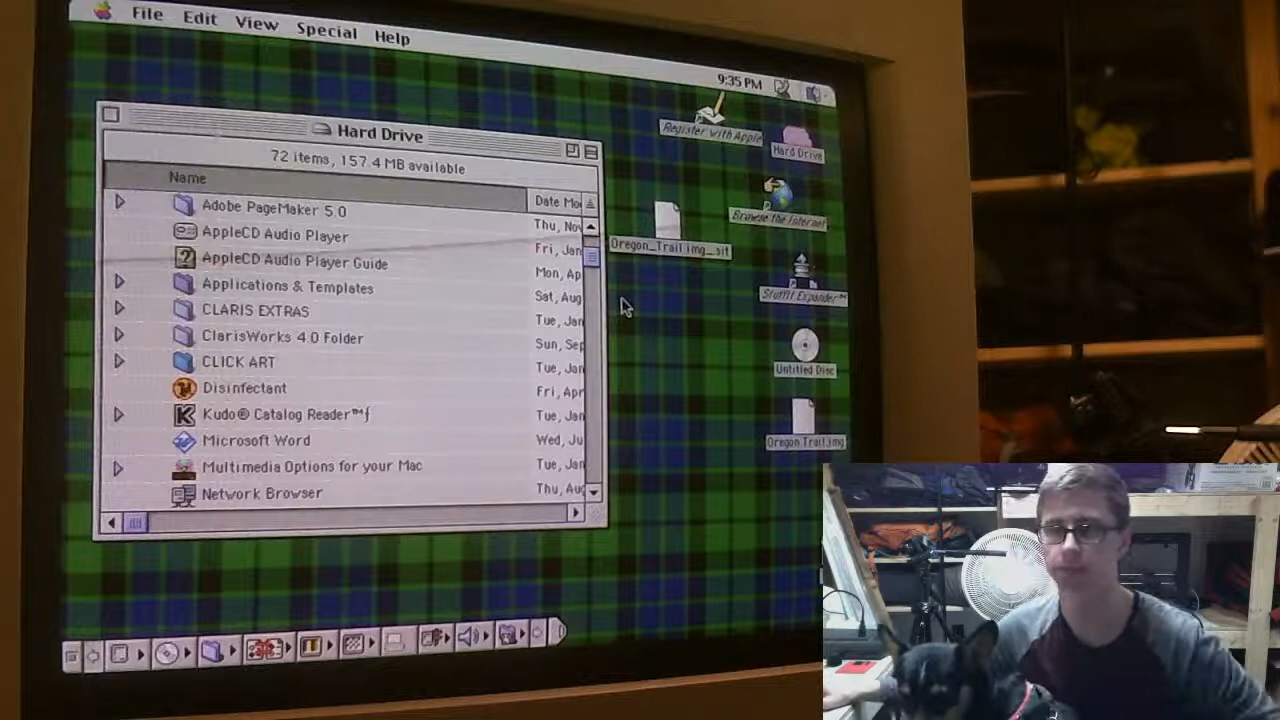 File Edit View Special Help
9:35 PM
Hard Drive
72 items, 157.4 MB available
Name
Date Mo
Adobe PageMaker 5.0
Thu, Nov
AppleCD Audio Player
Fri, Jan
AppleCD Audio Player Guide
Mon, Ap
Applications & Templates
Sat, Aug
CLARIS EXTRAS
Tue, Jan
ClarisWorks 4.0 Folder
Sun, Sep
CLICK ART
Tue, Jan
Disinfectant
Fri, Apr
Kudo® Catalog Reader™ƒ
Tue, Jan
Microsoft Word
Wed, Ju
Multimedia Options for your Mac
Tue, Jan
Network Browser
Thu, Aug
Register with Apple
Hard Drive
Browse the Internet
Oregon_Trail.img_.sit
StuffIt Expander™
Untitled Disc
Oregon Trail.img